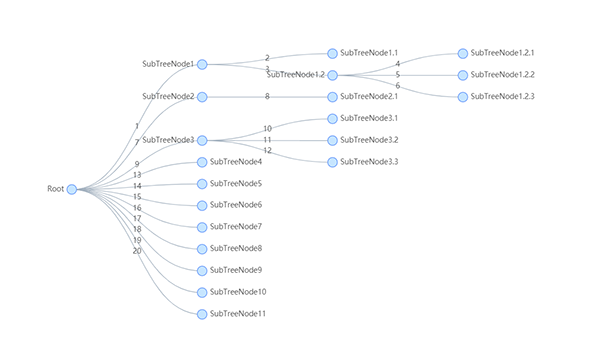 SubTreeNode1,1
SubTreeNode1.2.1
2
SubTreeNode1
4
3
SubTreeNode1.2
5
SubTreeNode1.2.2
6
SubTreeNode2
8
SubTreeNode2.1
SubTreeNode1.2.3
SubTreeNode3.1
1
10
7
SubTreeNode3
11
SubTreeNode3.2
12
9
SubTreeNode4
SubTreeNode3.3
13
Root
14
SubTreeNode5
15
SubTreeNode6
16
17
SubTreeNode7
18
19
SubTreeNode8
20
SubTreeNode9
SubTreeNode10
SubTreeNode11